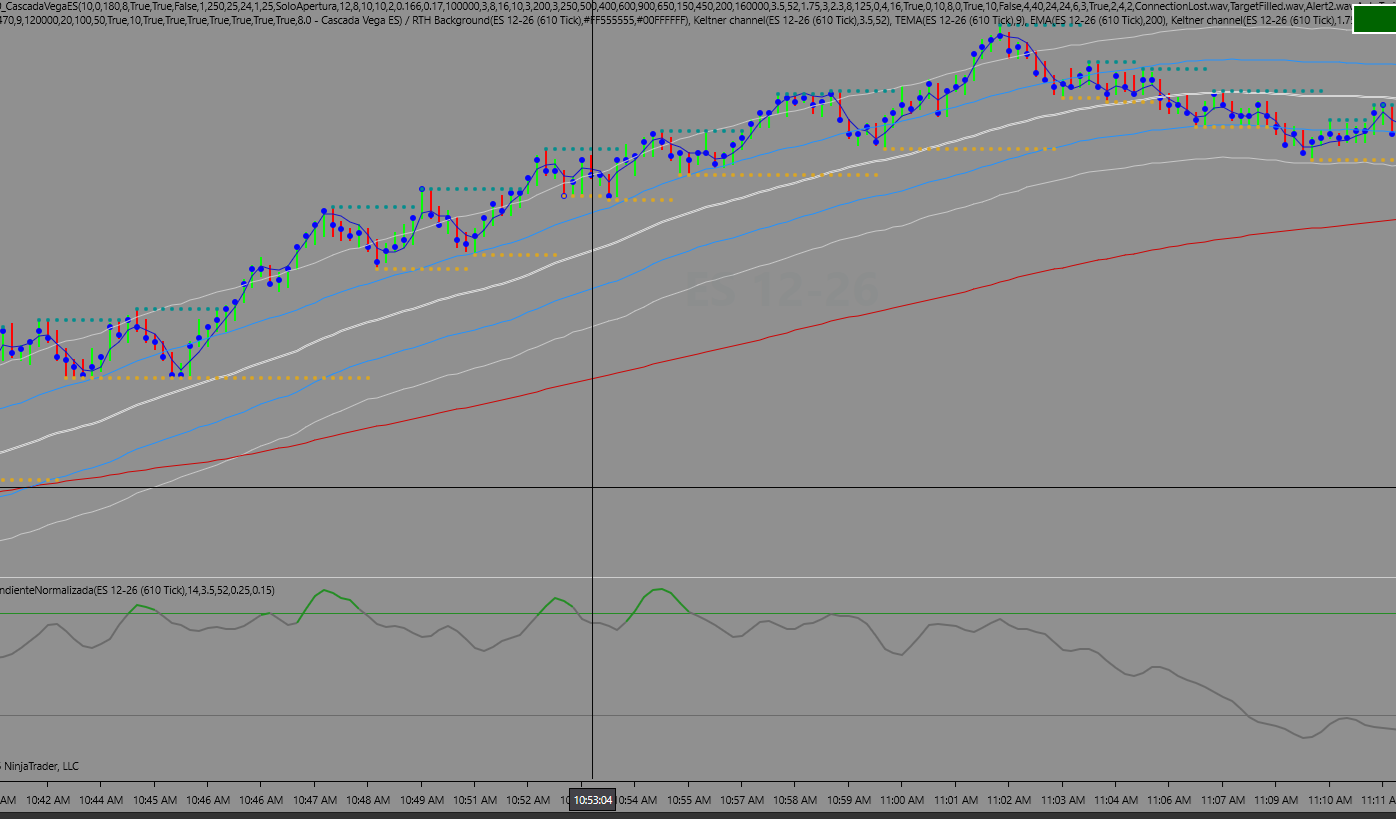 _CascadaVegaES(10,0,180,8,True,True,False,1,250,25,24,1,25,SoloApertura,12,8,10,10,2,0.166,0.17,100000,3,8,16,10,3,200,3,250,500,400,600,900,650,150,450,200,160000,3.5,52,1.75,3,2.3,8,125,0,4,16,True,0,10,8,0,True,10,False,4,40,24,24,6,3,True,2,4,2,ConnectionLost.wav,TargetFilled.wav,Alert2.wav
470,9,120000,20,100,50,True,10,True,True,True,True,True,True,True,8.0 - Cascada Vega ES) / RTH Background(ES 12-26 (610 Tick),#FF555555,#00FFFFFF), Keltner channel(ES 12-26 (610 Tick),3.5,52), TEMA(ES 12-26 (610 Tick),9), EMA(ES 12-26 (610 Tick),200), Keltner channel(ES 12-26 (610 Tick),1.75
ES 12-26
ndienteNormalizada(ES 12-26 (610 Tick),14,3.5,52,0.25,0.15)
NinjaTrader, LLC
AM 10:42 AM 10:44 AM 10:45 AM 10:46 AM 10:46 AM 10:47 AM 10:48 AM 10:49 AM 10:51 AM 10:52 AM 10:53:04 10:54 AM 10:55 AM 10:57 AM 10:58 AM 10:59 AM 11:00 AM 11:01 AM 11:02 AM 11:03 AM 11:04 AM 11:06 AM 11:07 AM 11:09 AM 11:10 AM 11:11 A